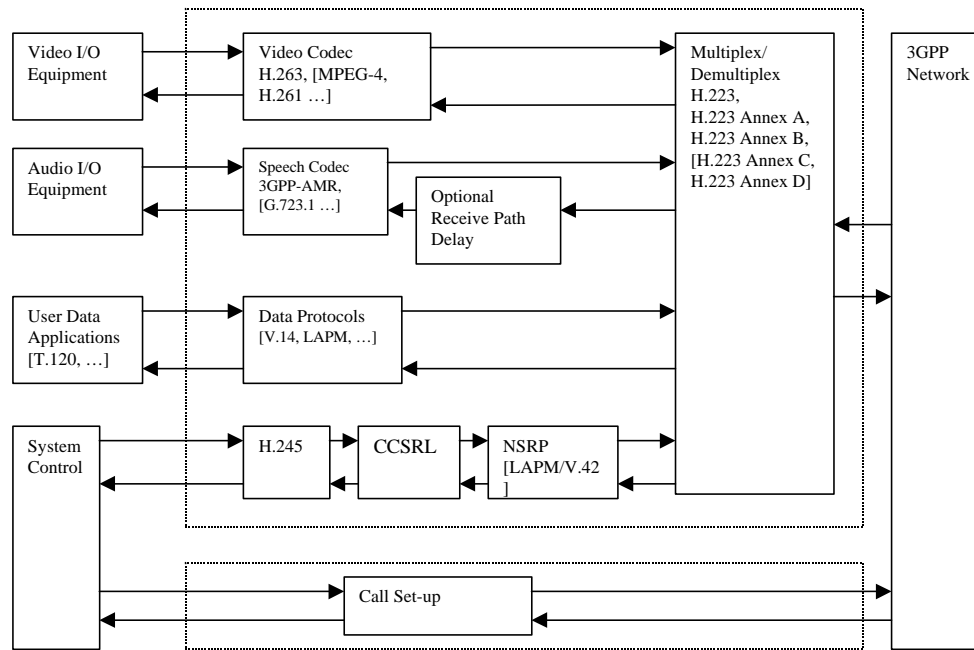 Video I/O
Equipment
Video Codec
H.263, [MPEG-4,
H.261 …]
Multiplex/
Demultiplex
H.223,
H.223 Annex A,
H.223 Annex B,
[H.223 Annex C,
H.223 Annex D]
3GPP
Network
Audio I/O
Equipment
Speech Codec
3GPP-AMR,
[G.723.1 …]
Optional
Receive Path
Delay
User Data
Applications
[T.120, …]
Data Protocols
[V.14, LAPM, …]
System
Control
H.245
CCSRL
NSRP
[LAPM/V.42
]
Call Set-up